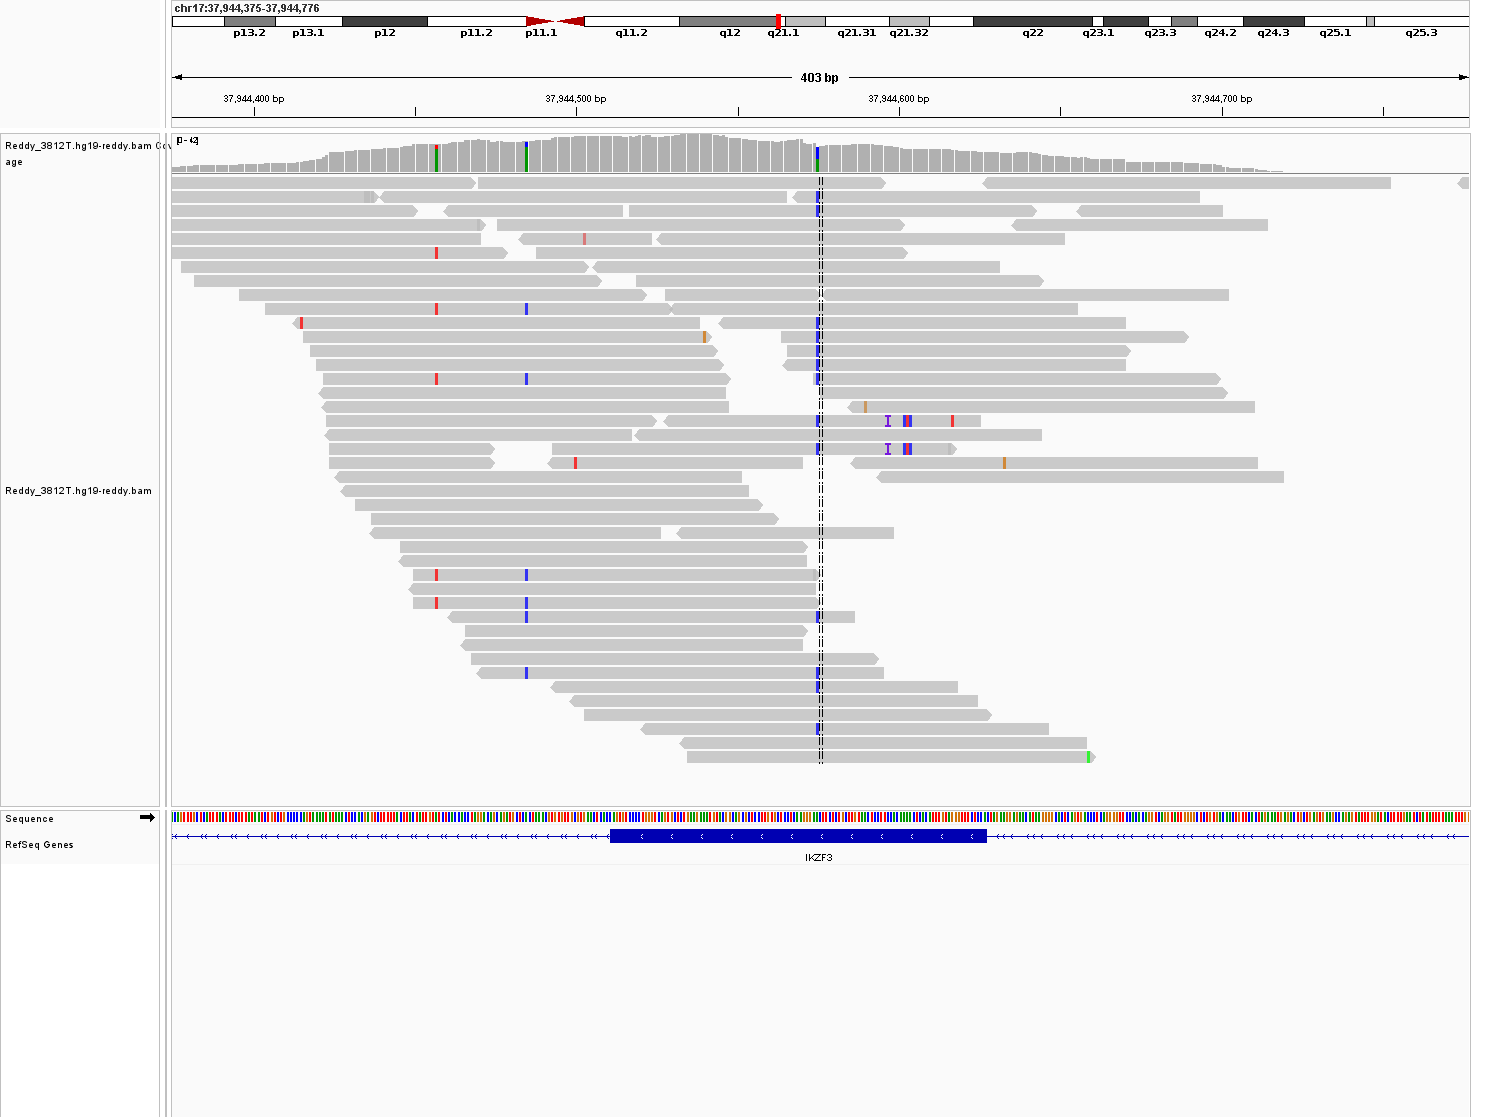 chr17:37,944,375-37,944,776
p13.2 p13.1 p12 p11.2 p11.1 q11.2 q12 q21.1 q21.31 q21.32 q22 q23.1 q23.3 q24.2 q24.3 q25.1 q25.3
403 bp
37,944,400 bp 37,944,500 bp 37,944,600 bp 37,944,700 bp
[0 - 42]
Reddy_3812T.hg19-reddy.bam Cov
age
Reddy_3812T.hg19-reddy.bam
Sequence
RefSeq Genes
IKZF3